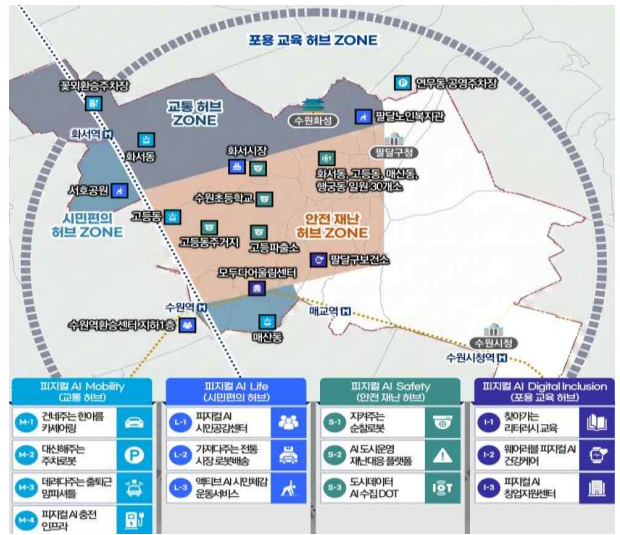 포용 교육 허브 ZONE
꽃뫼환승주차장
연무동 공영주차장
교통 허브
ZONE
수원화성
팔달노인복지관
화서역
화서동
화서시장
팔달구청
화서동, 고등동, 매산동,
행궁동 일원 30개소
서호공원
수원초등학교
시민편의
허브 ZONE
고등동
안전 재난
허브 ZONE
고등동주거지
고등파출소
팔달구보건소
모두다어울림센터
수원역
매교역
수원시청
수원역환승센터 지하1층
매산동
수원시청역
피지컬 AI Mobility
(교통 허브)
M-1 건네주는 한아름
카셰어링
M-2 대신해주는
주차로봇
M-3 데려다주는 출퇴근
맘파셔틀
M-4 피지컬 AI 충전
인프라
피지컬 AI Life
(시민편의 허브)
L-1 피지컬 AI
시민공감센터
L-2 가져다주는 전통
시장 로봇배송
L-3 액티브 AI 시민체감
운동서비스
피지컬 AI Safety
(안전 재난 허브)
S-1 지켜주는
순찰로봇
S-2 AI 도시운영
재난대응 플랫폼
S-3 도시데이터
AI 수집 DOT
IoT
피지컬 AI Digital Inclusion
(포용 교육 허브)
I-1 찾아가는
리터러시 교육
I-2 웨어러블 피지컬 AI
건강케어
I-3 피지컬 AI
창업지원센터